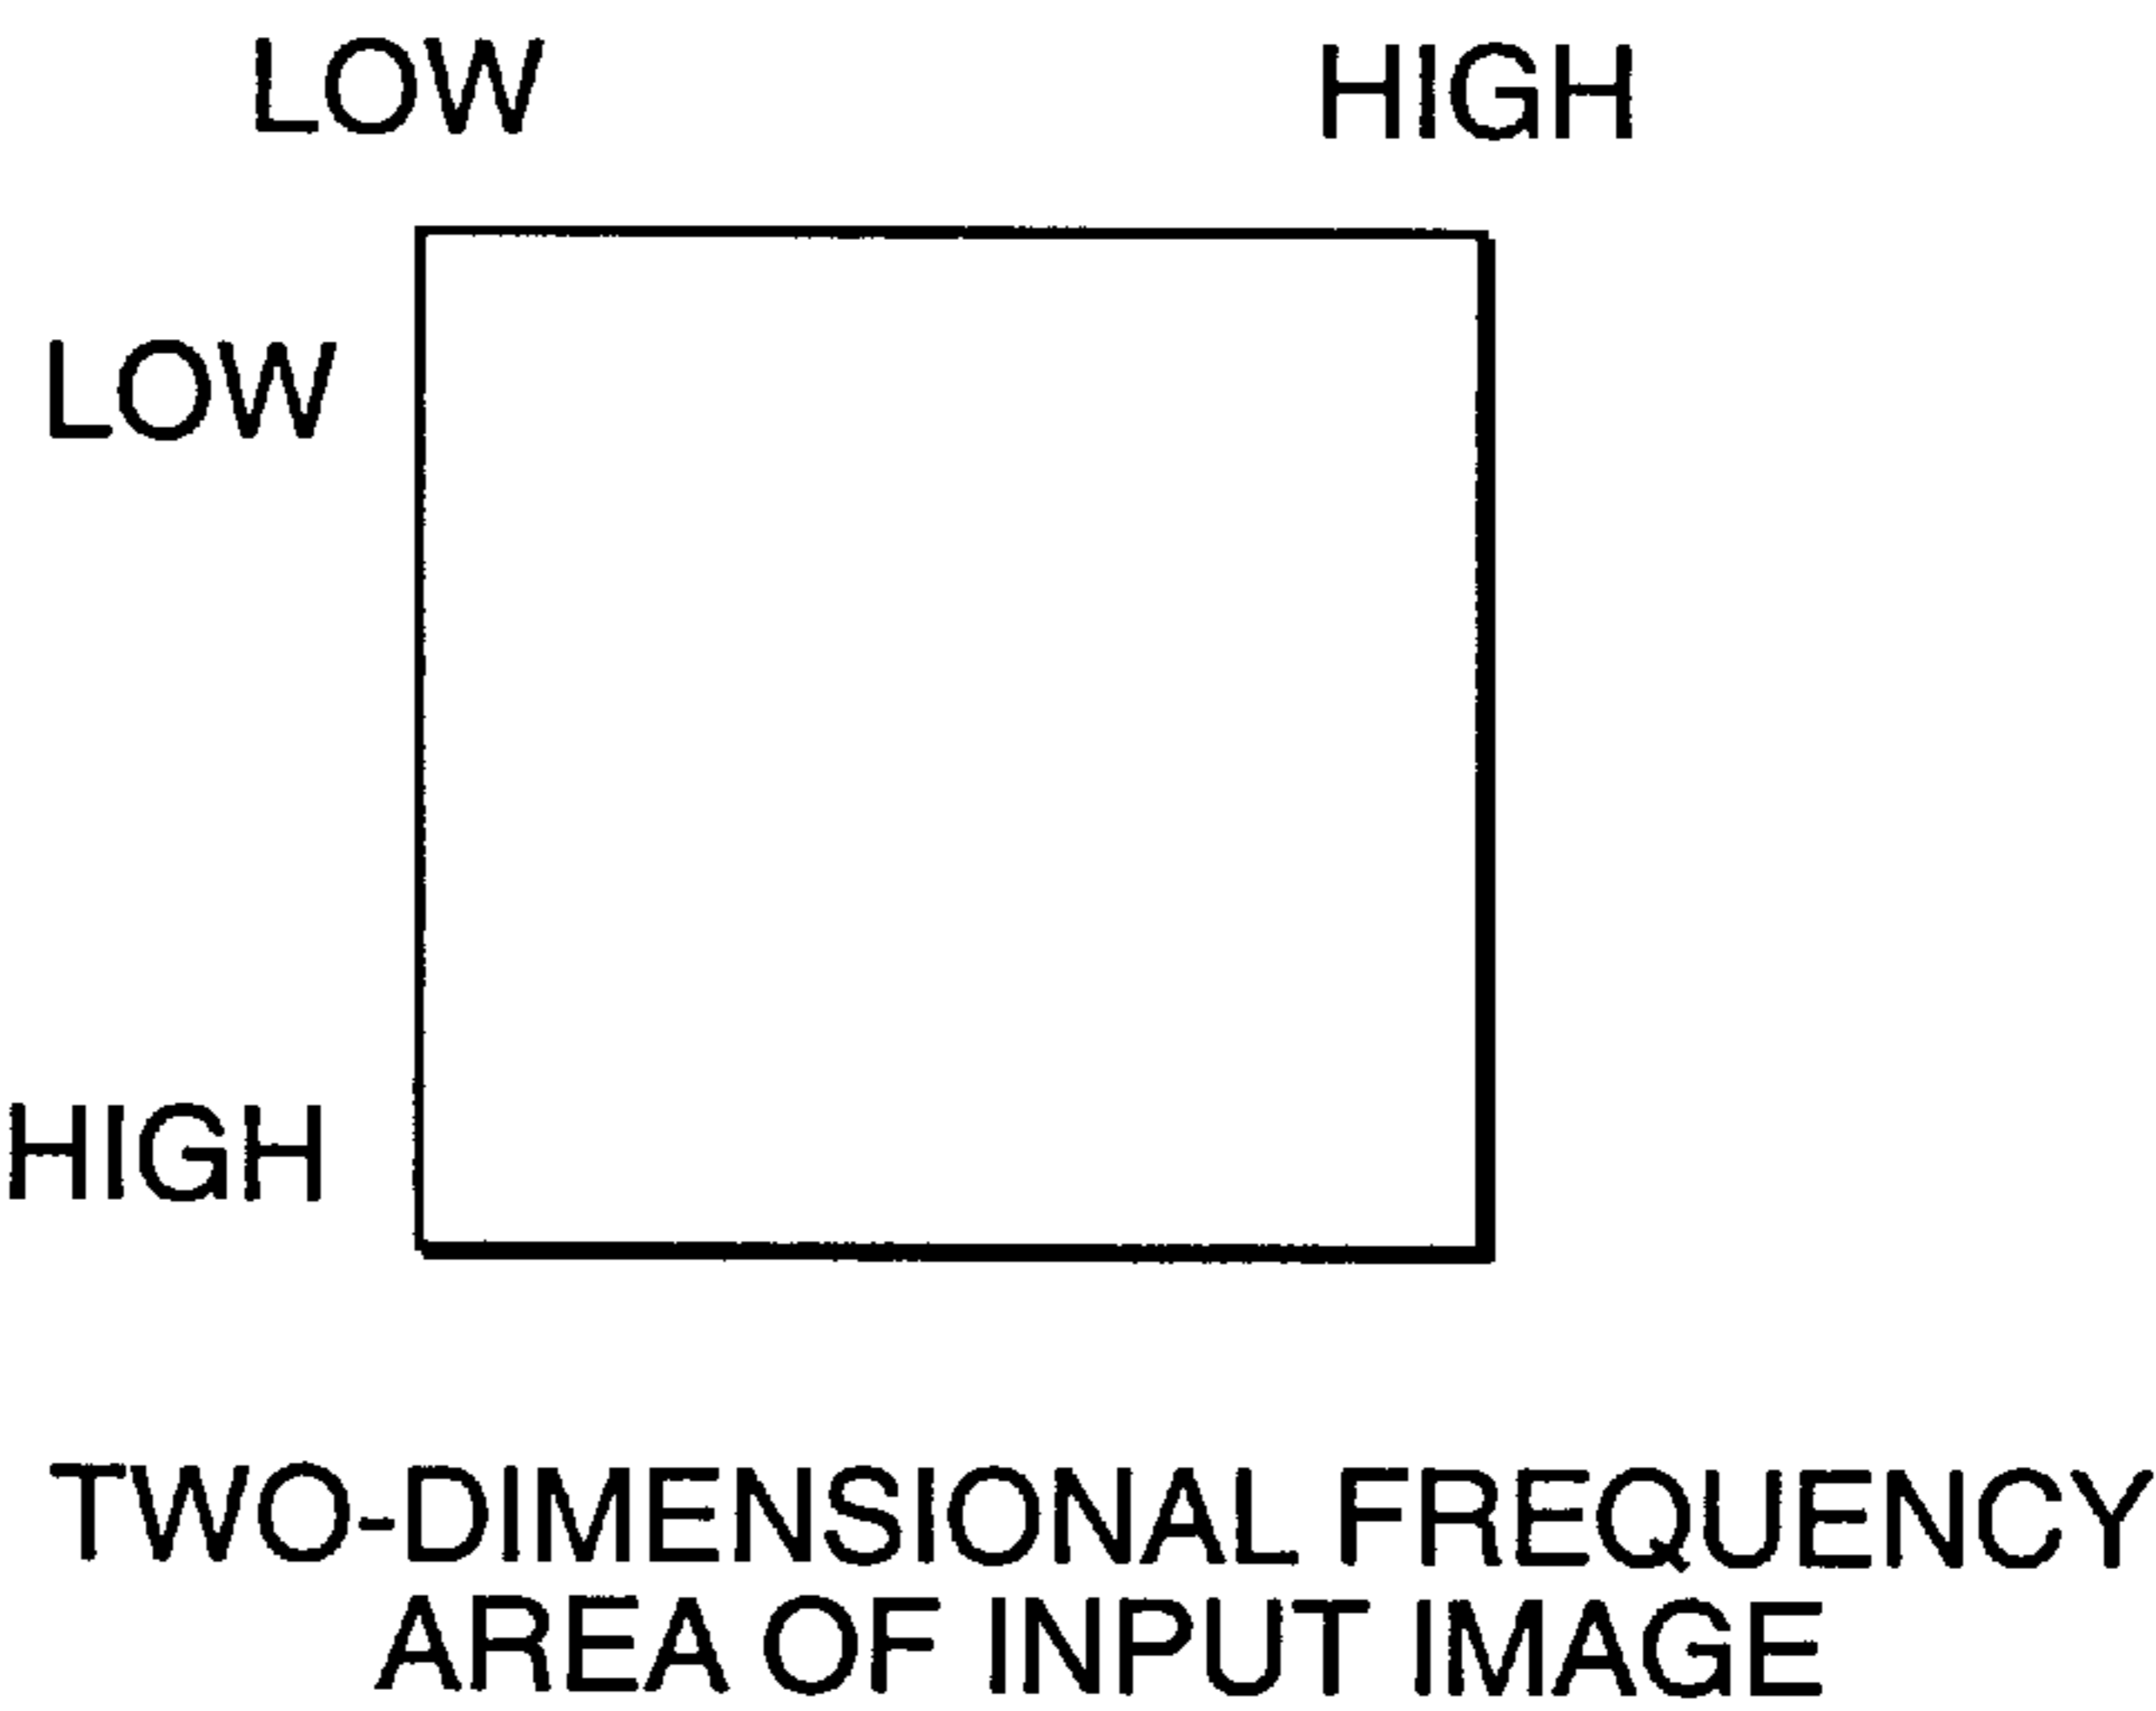 LOW HIGH
LOW
HIGH
TWO-DIMENSIONAL FREQUENCY
AREA OF INPUT IMAGE